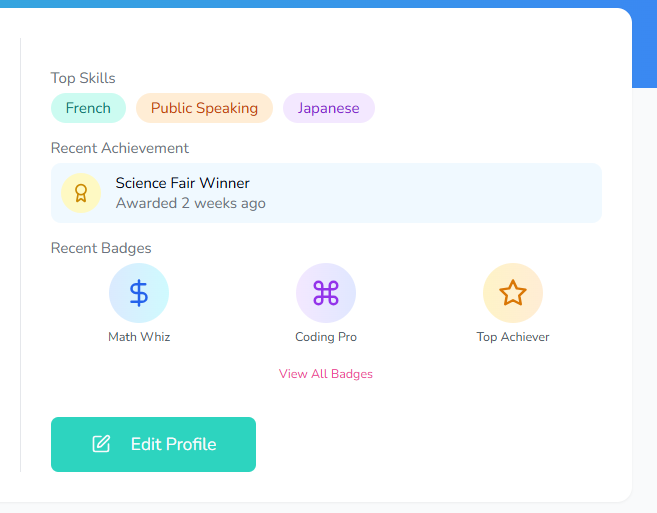 Top Skills
French Public Speaking Japanese
Recent Achievement
Science Fair Winner
Awarded 2 weeks ago
Recent Badges
Math Whiz Coding Pro Top Achiever
View All Badges
Edit Profile